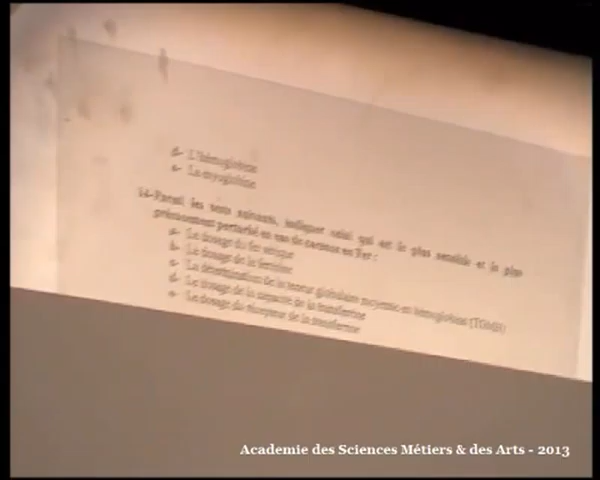 d- L'hémoglobine
e- La myoglobine
14-Parmi les tests suivants, indiquer celui qui est le plus sensible et le plus
précocement perturbé en cas de carence en Fer :
a- Le dosage du fer sérique
b- Le dosage de la ferritine
c- La détermination de la teneur globulaire moyenne en hémoglobine (TGMH)
d- Le dosage de la capacité de la transferrine
e- Le dosage du récepteur de la transferrine
Academie des Sciences Métiers & des Arts - 2013